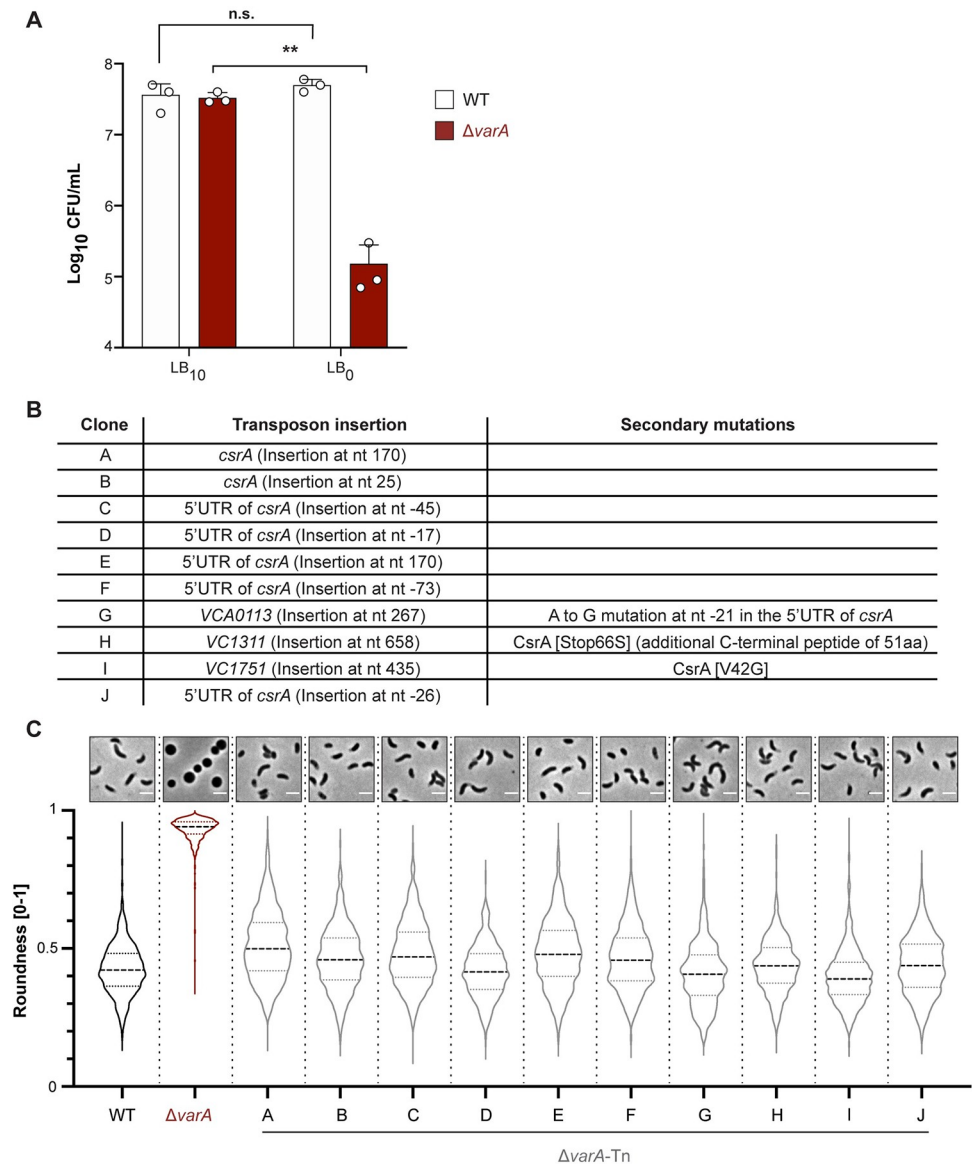 A
n.s.
**
8
7
6
5
4
Log10 CFU/mL
LB10
LB0
WT
ΔvarA
B
Clone Transposon insertion Secondary mutations
A csrA (Insertion at nt 170)
B csrA (Insertion at nt 25)
C 5'UTR of csrA (Insertion at nt -45)
D 5'UTR of csrA (Insertion at nt -17)
E 5'UTR of csrA (Insertion at nt 170)
F 5'UTR of csrA (Insertion at nt -73)
G VCA0113 (Insertion at nt 267) A to G mutation at nt -21 in the 5'UTR of csrA
H VC1311 (Insertion at nt 658) CsrA [Stop66S] (additional C-terminal peptide of 51aa)
I VC1751 (Insertion at nt 435) CsrA [V42G]
J 5'UTR of csrA (Insertion at nt -26)
C
1
0.5
0
Roundness [0-1]
WT ΔvarA A B C D E F G H I J
ΔvarA-Tn